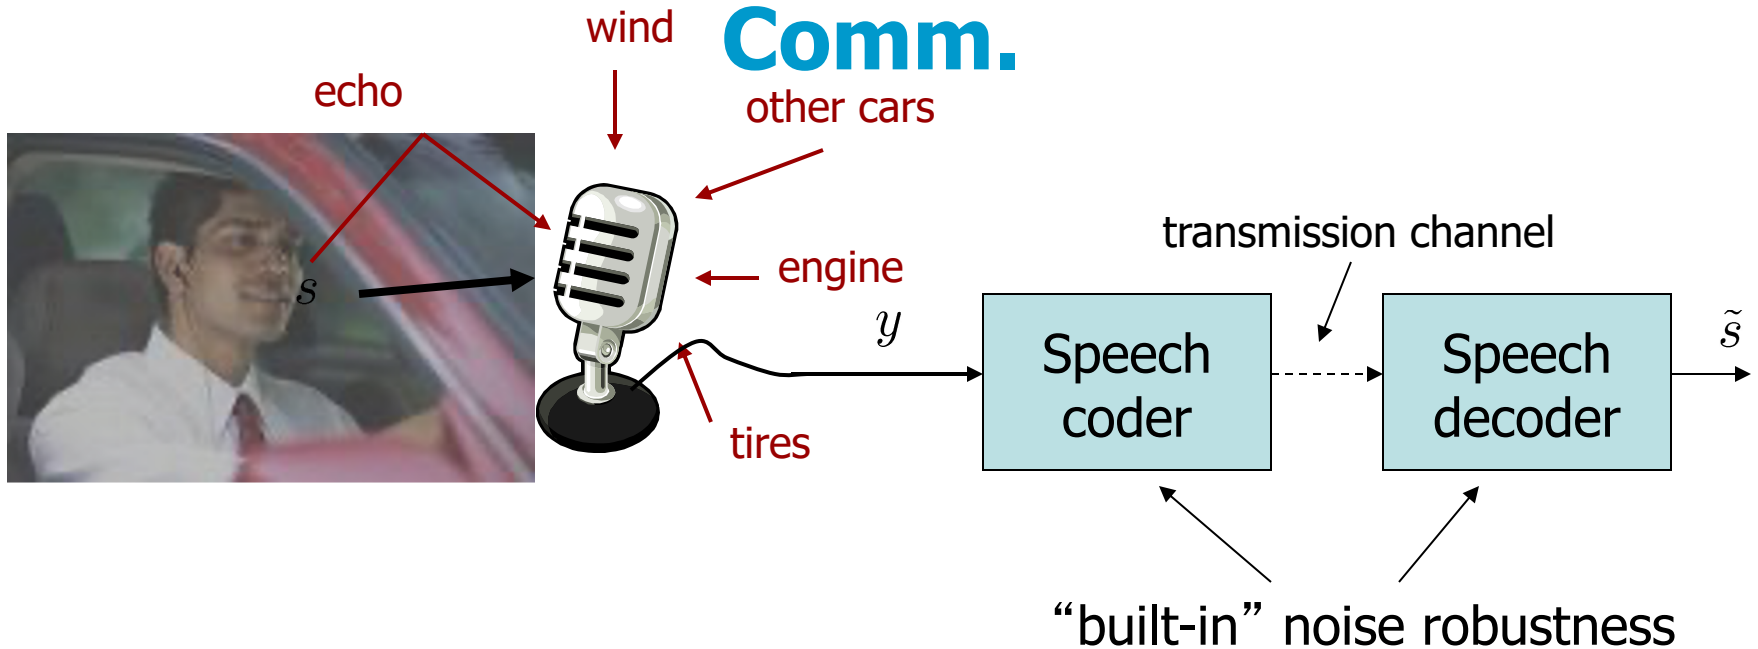 wind
Comm.
echo
other cars
s
engine
tires
y
transmission channel
Speech
coder
Speech
decoder
s̃
“built-in” noise robustness